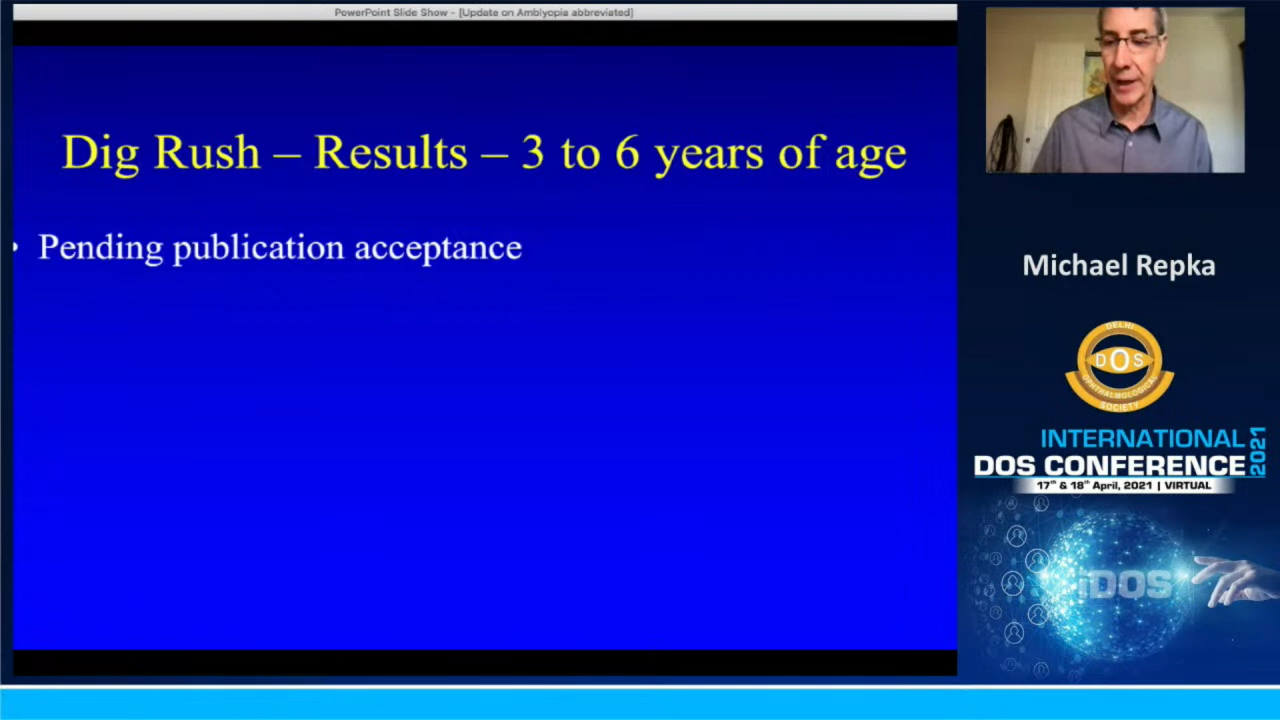 PowerPoint Slide Show - [Update on Amblyopia abbreviated]
Dig Rush – Results – 3 to 6 years of age
• Pending publication acceptance
Michael Repka
DELHI
DOS
OPHTHALMOLOGICAL
SOCIETY
INTERNATIONAL
DOS CONFERENCE
2021
17th & 18th April, 2021 | VIRTUAL
iDOS